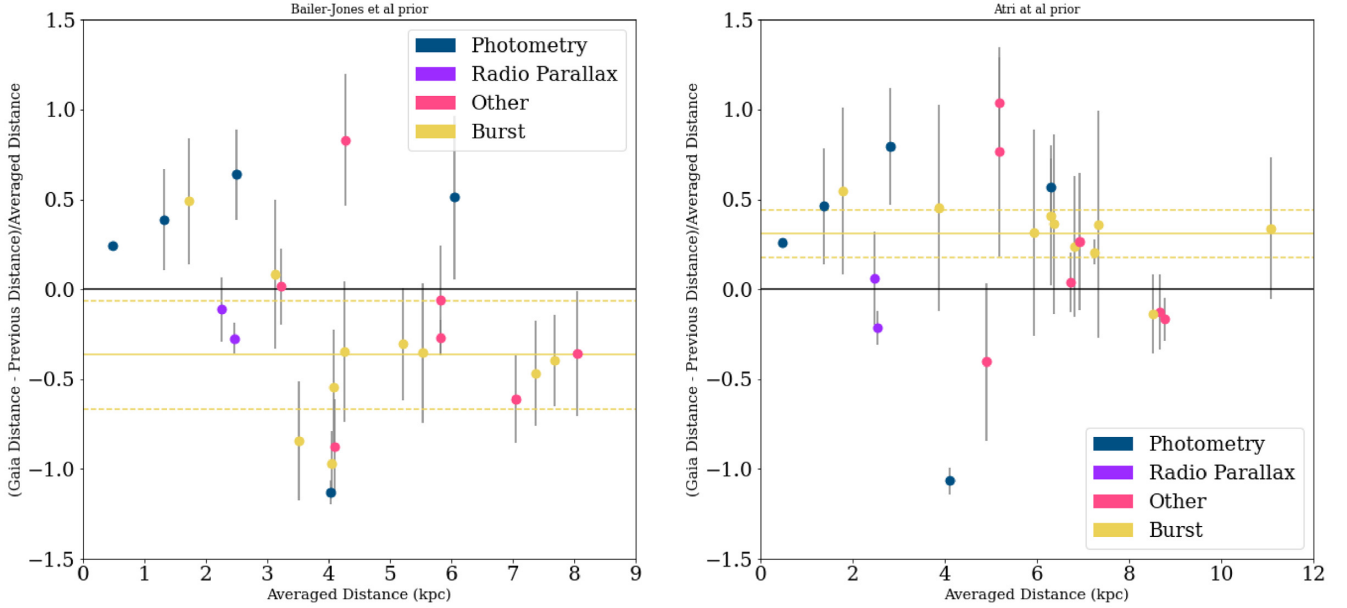 Bailer-Jones et al prior
(Gaia Distance - Previous Distance)/Averaged Distance
1.5
1.0
0.5
0.0
−0.5
−1.0
−1.5
Photometry
Radio Parallax
Other
Burst
0 1 2 3 4 5 6 7 8 9
Averaged Distance (kpc)
Atri at al prior
(Gaia Distance - Previous Distance)/Averaged Distance
1.5
1.0
0.5
0.0
−0.5
−1.0
−1.5
Photometry
Radio Parallax
Other
Burst
0 2 4 6 8 10 12
Averaged Distance (kpc)